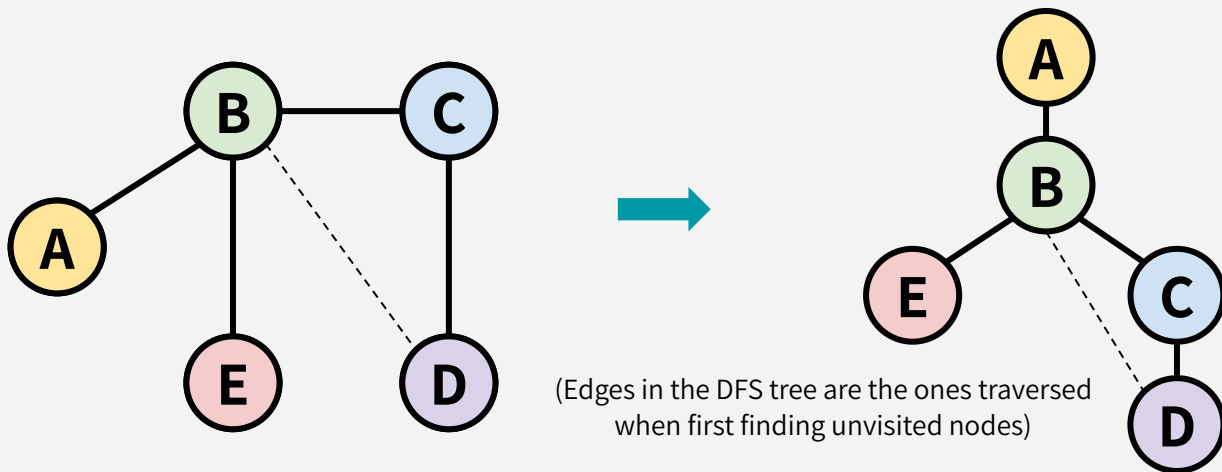 A
B
C
A
B
E
C
E
D
(Edges in the DFS tree are the ones traversed
when first finding unvisited nodes)
D